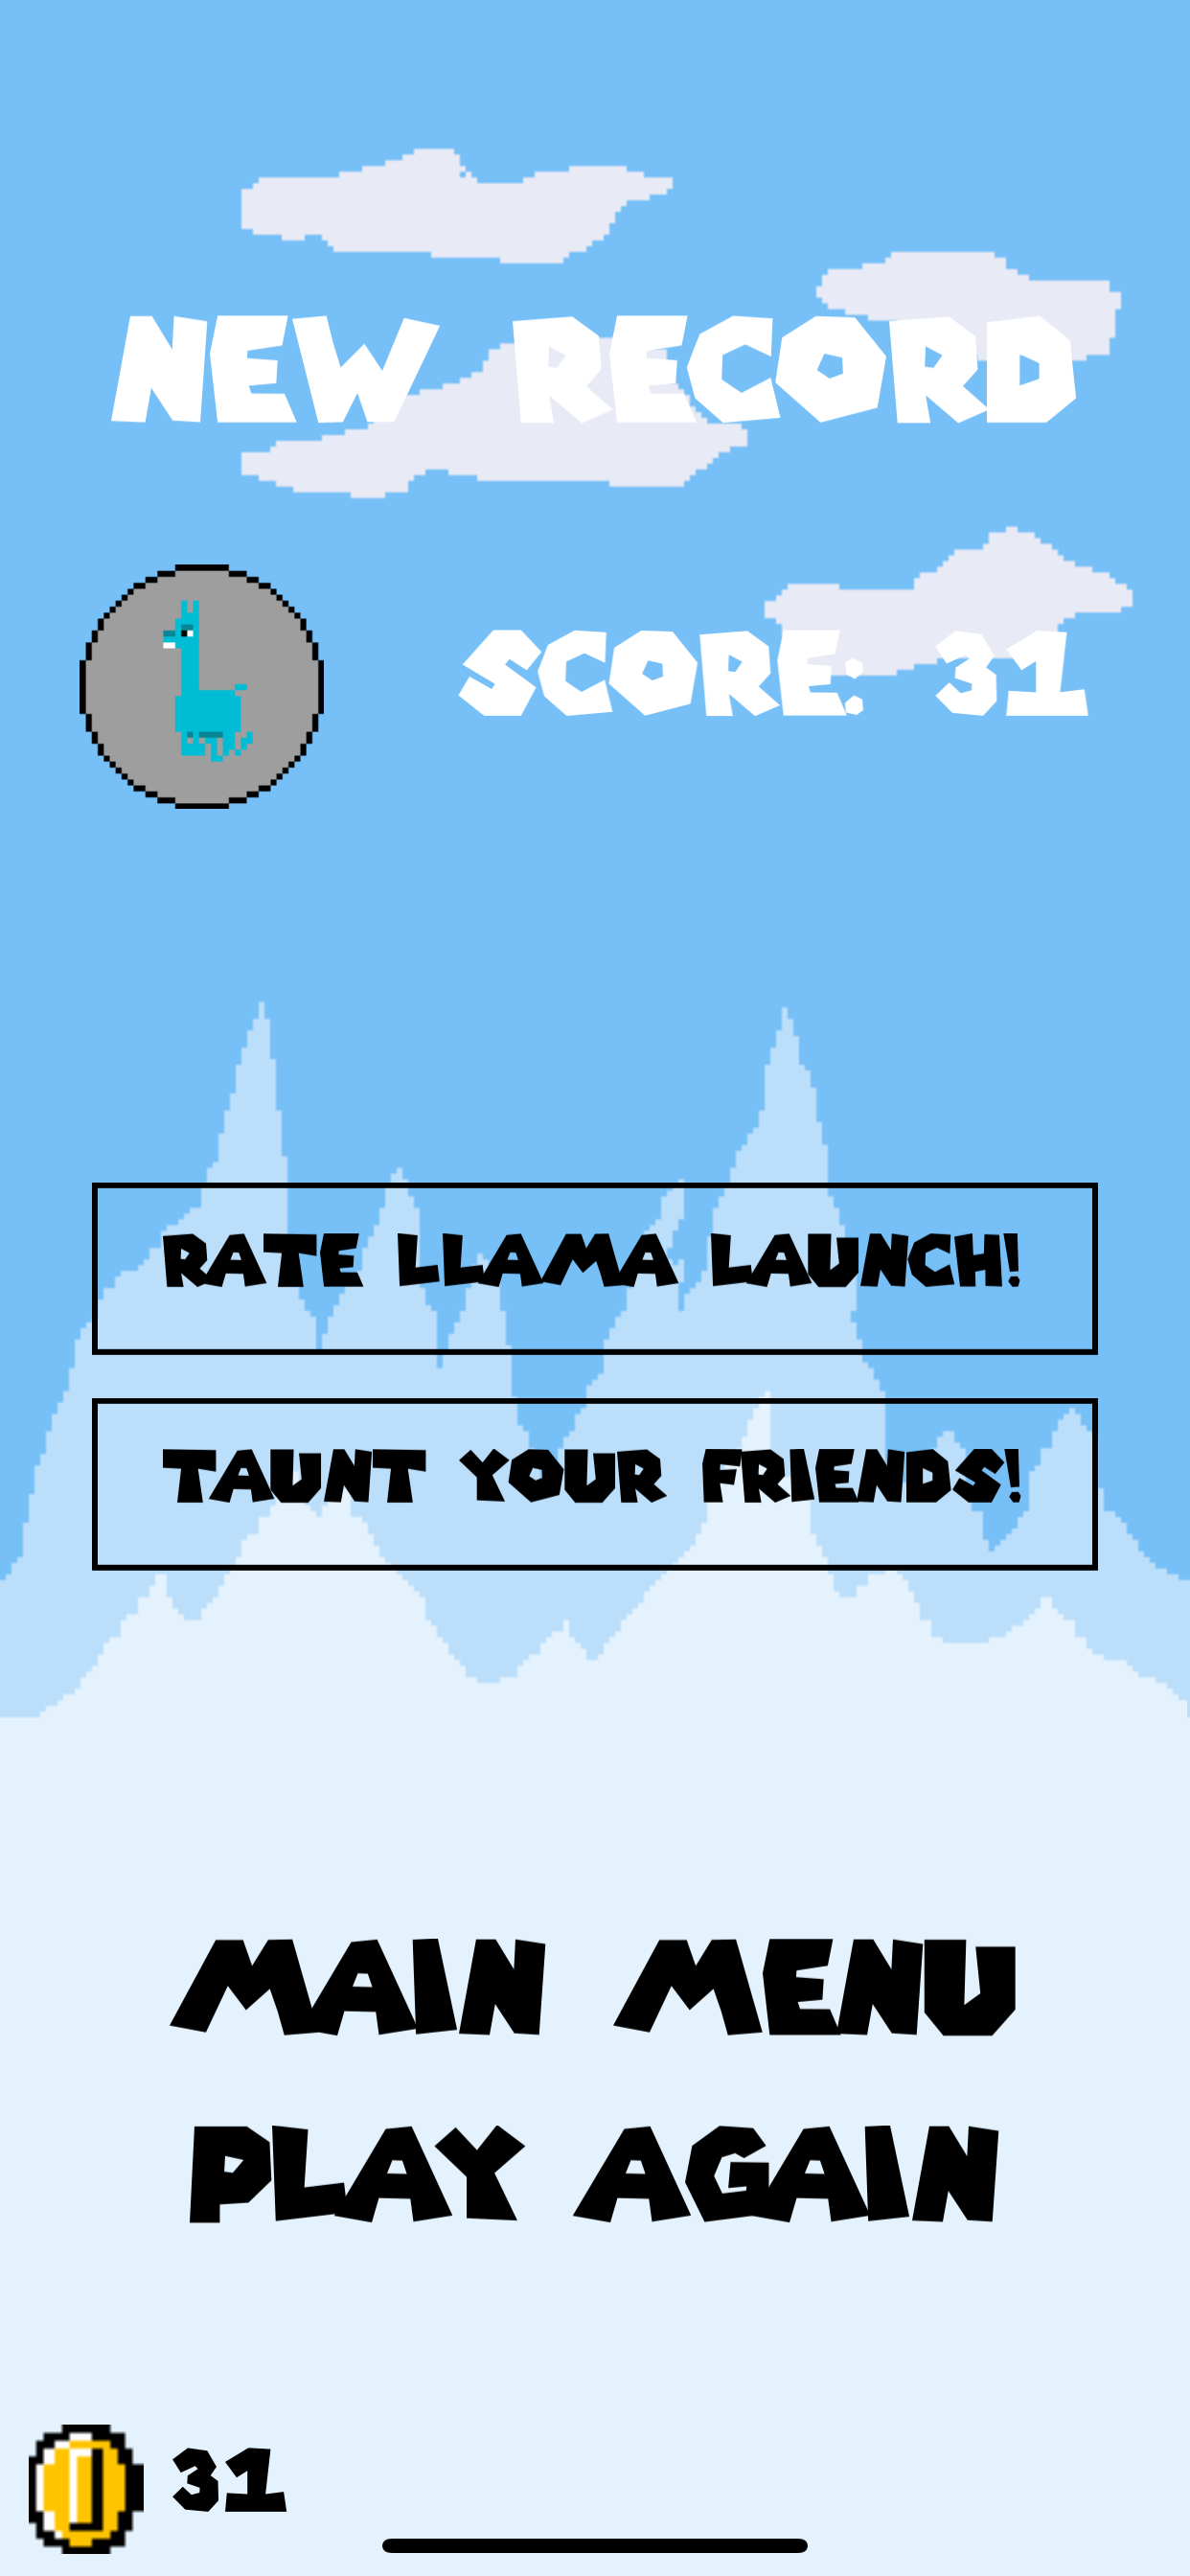 NEW RECORD
SCORE: 31
RATE LLAMA LAUNCH!
TAUNT YOUR FRIENDS!
MAIN MENU
PLAY AGAIN
31